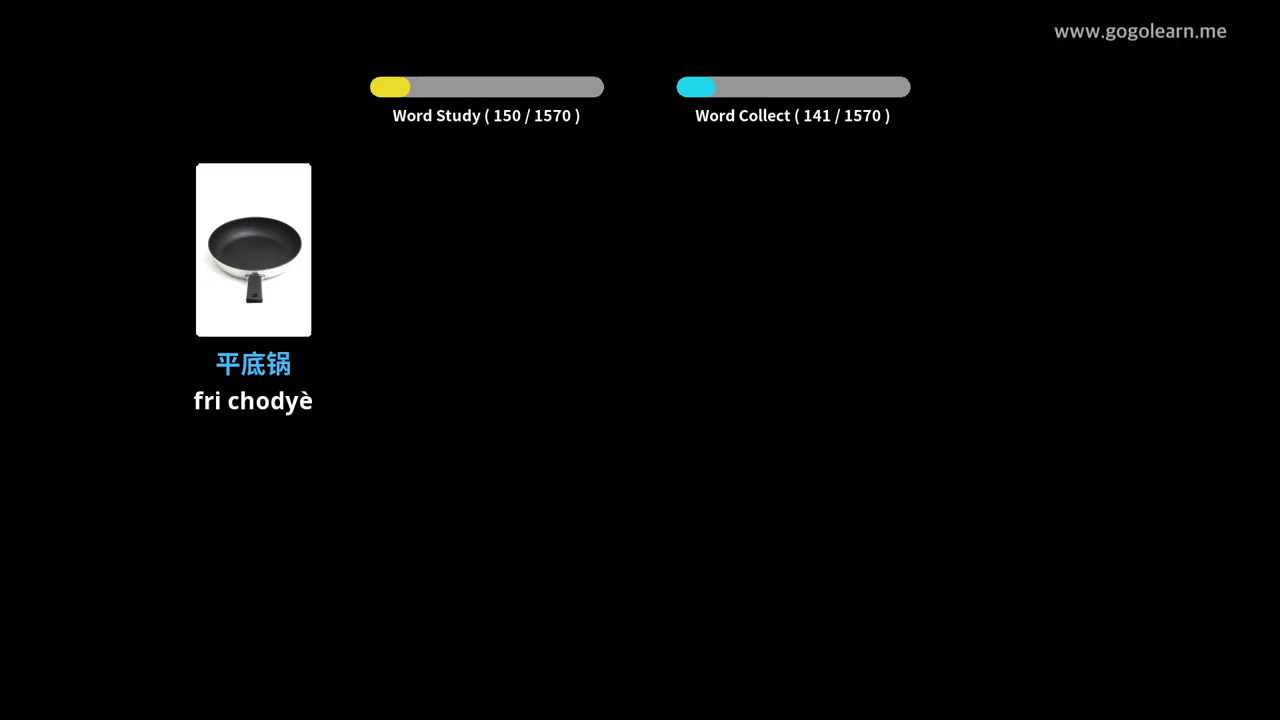 www.gogolearn.me
Word Study ( 150 / 1570 )
Word Collect ( 141 / 1570 )
平底锅
fri chodyè